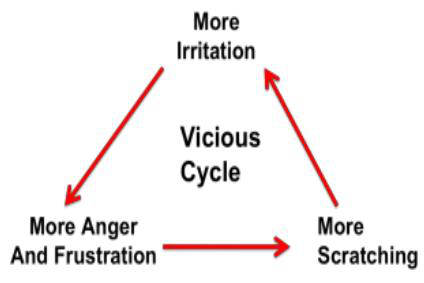 More
Irritation
Vicious
Cycle
More Anger
And Frustration
More
Scratching